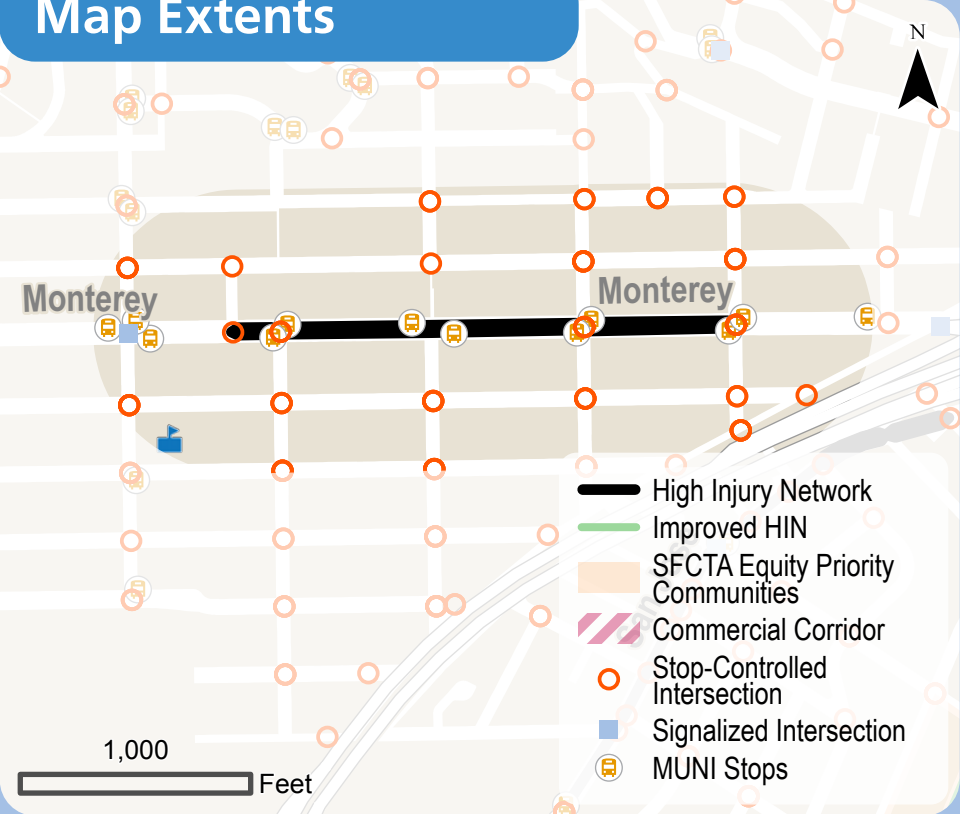 Map Extents
N
Monterey
Monterey
High Injury Network
Improved HIN
SFCTA Equity Priority
Communities
Commercial Corridor
Stop-Controlled
Intersection
Signalized Intersection
MUNI Stops
1,000
Feet